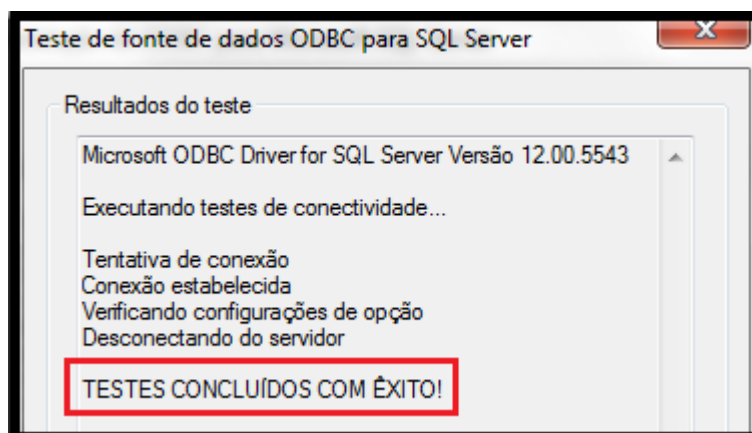 Teste de fonte de dados ODBC para SQL Server
Resultados do teste
Microsoft ODBC Driver for SQL Server Versão 12.00.5543
Executando testes de conectividade...
Tentativa de conexão
Conexão estabelecida
Verificando configurações de opção
Desconectando do servidor
TESTES CONCLUÍDOS COM ÊXITO!